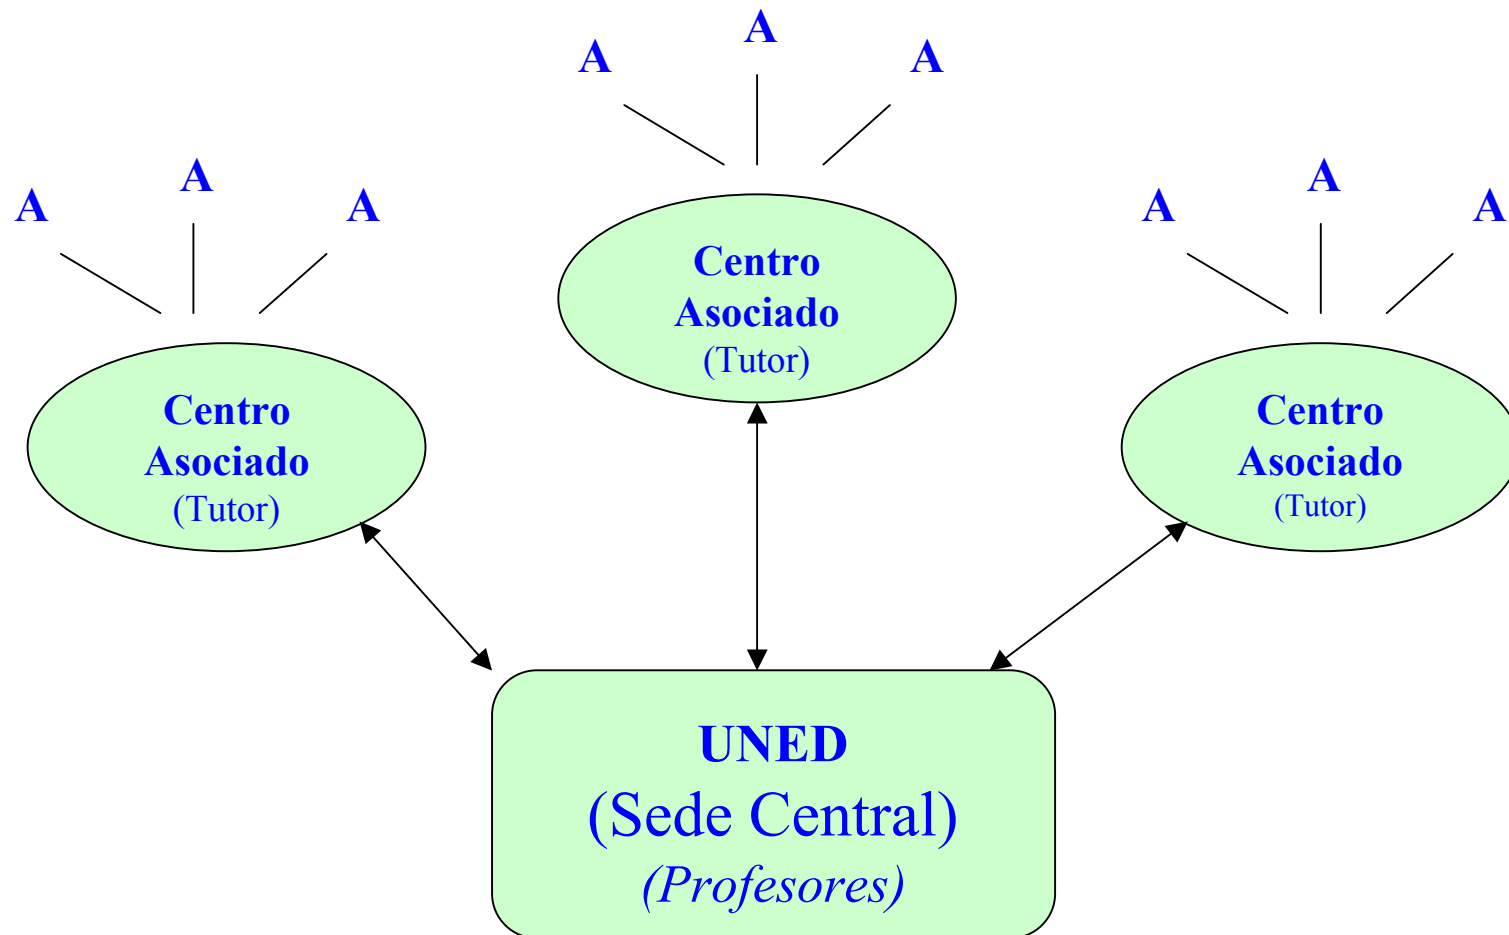 A
A
A
Centro
Asociado
(Tutor)
A
A
A
Centro
Asociado
(Tutor)
A
A
A
Centro
Asociado
(Tutor)
UNED
(Sede Central)
(Profesores)